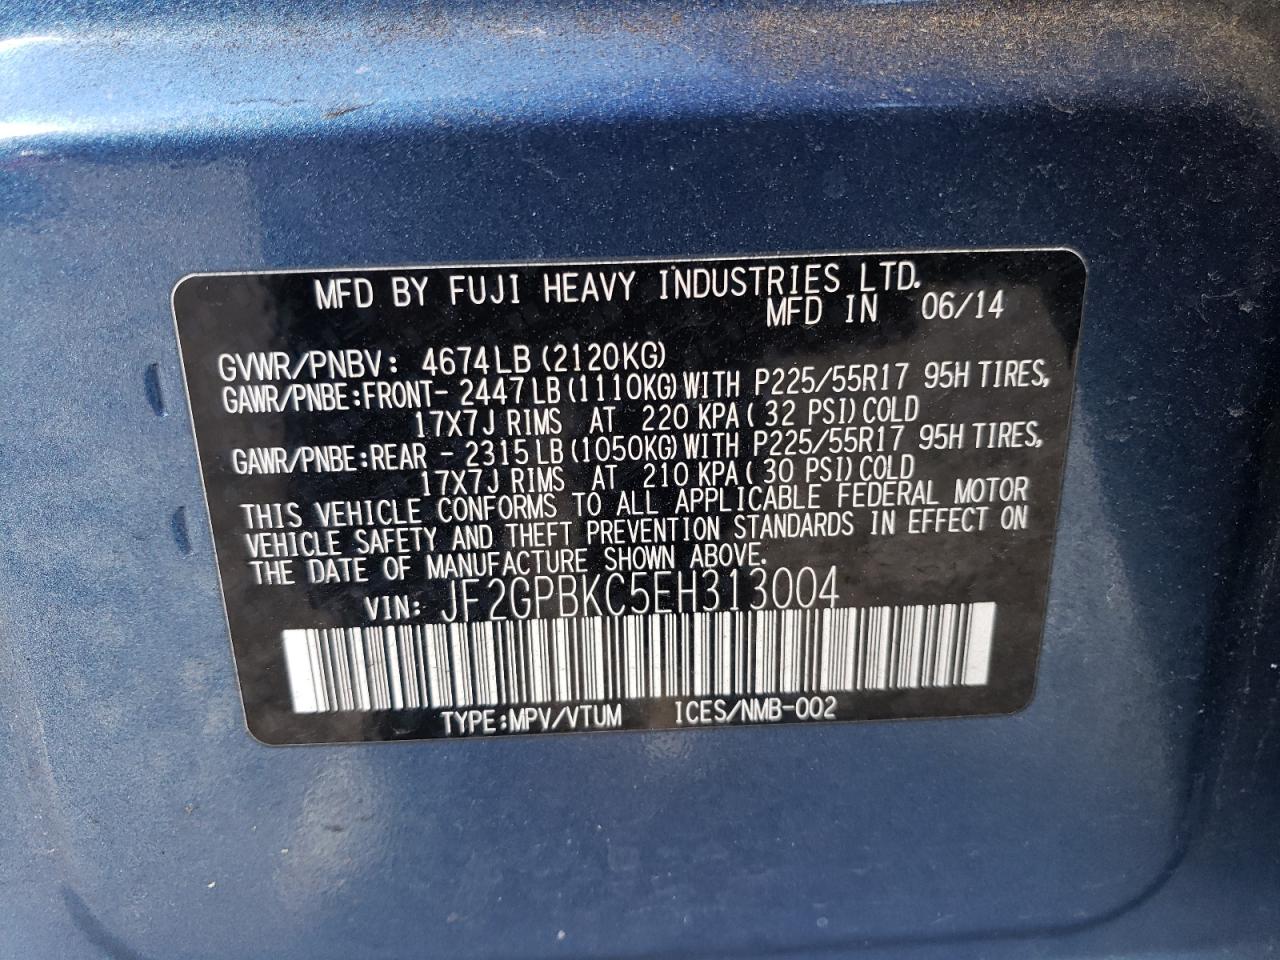 MFD BY FUJI HEAVY INDUSTRIES LTD.
MFD IN 06/14
GVWR/PNBV: 4674LB (2120KG)
GAWR/PNBE:FRONT- 2447LB (1110KG) WITH P225/55R17 95H TIRES,
17X7J RIMS AT 220 KPA (32 PSI) COLD
GAWR/PNBE:REAR - 2315LB (1050KG) WITH P225/55R17 95H TIRES,
17X7J RIMS AT 210 KPA (30 PSI) COLD
THIS VEHICLE CONFORMS TO ALL APPLICABLE FEDERAL MOTOR
VEHICLE SAFETY AND THEFT PREVENTION STANDARDS IN EFFECT ON
THE DATE OF MANUFACTURE SHOWN ABOVE.
VIN: JF2GPBKC5EH313004
TYPE:MPV/VTUM ICES/NMB-002